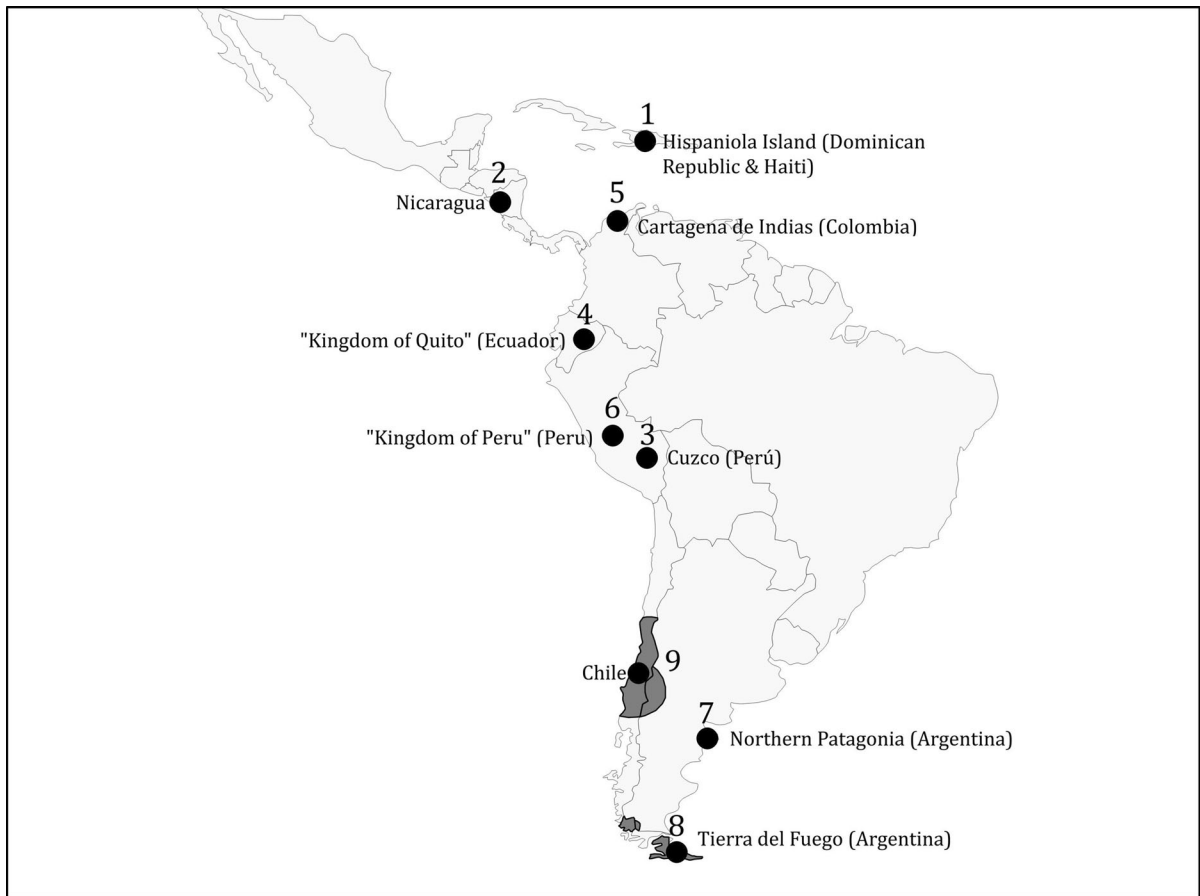 1
Hispaniola Island (Dominican
Republic & Haiti)
2
Nicaragua
5
Cartagena de Indias (Colombia)
4
"Kingdom of Quito" (Ecuador)
6
"Kingdom of Peru" (Peru)
3
Cuzco (Perú)
Chile
9
7
Northern Patagonia (Argentina)
8
Tierra del Fuego (Argentina)